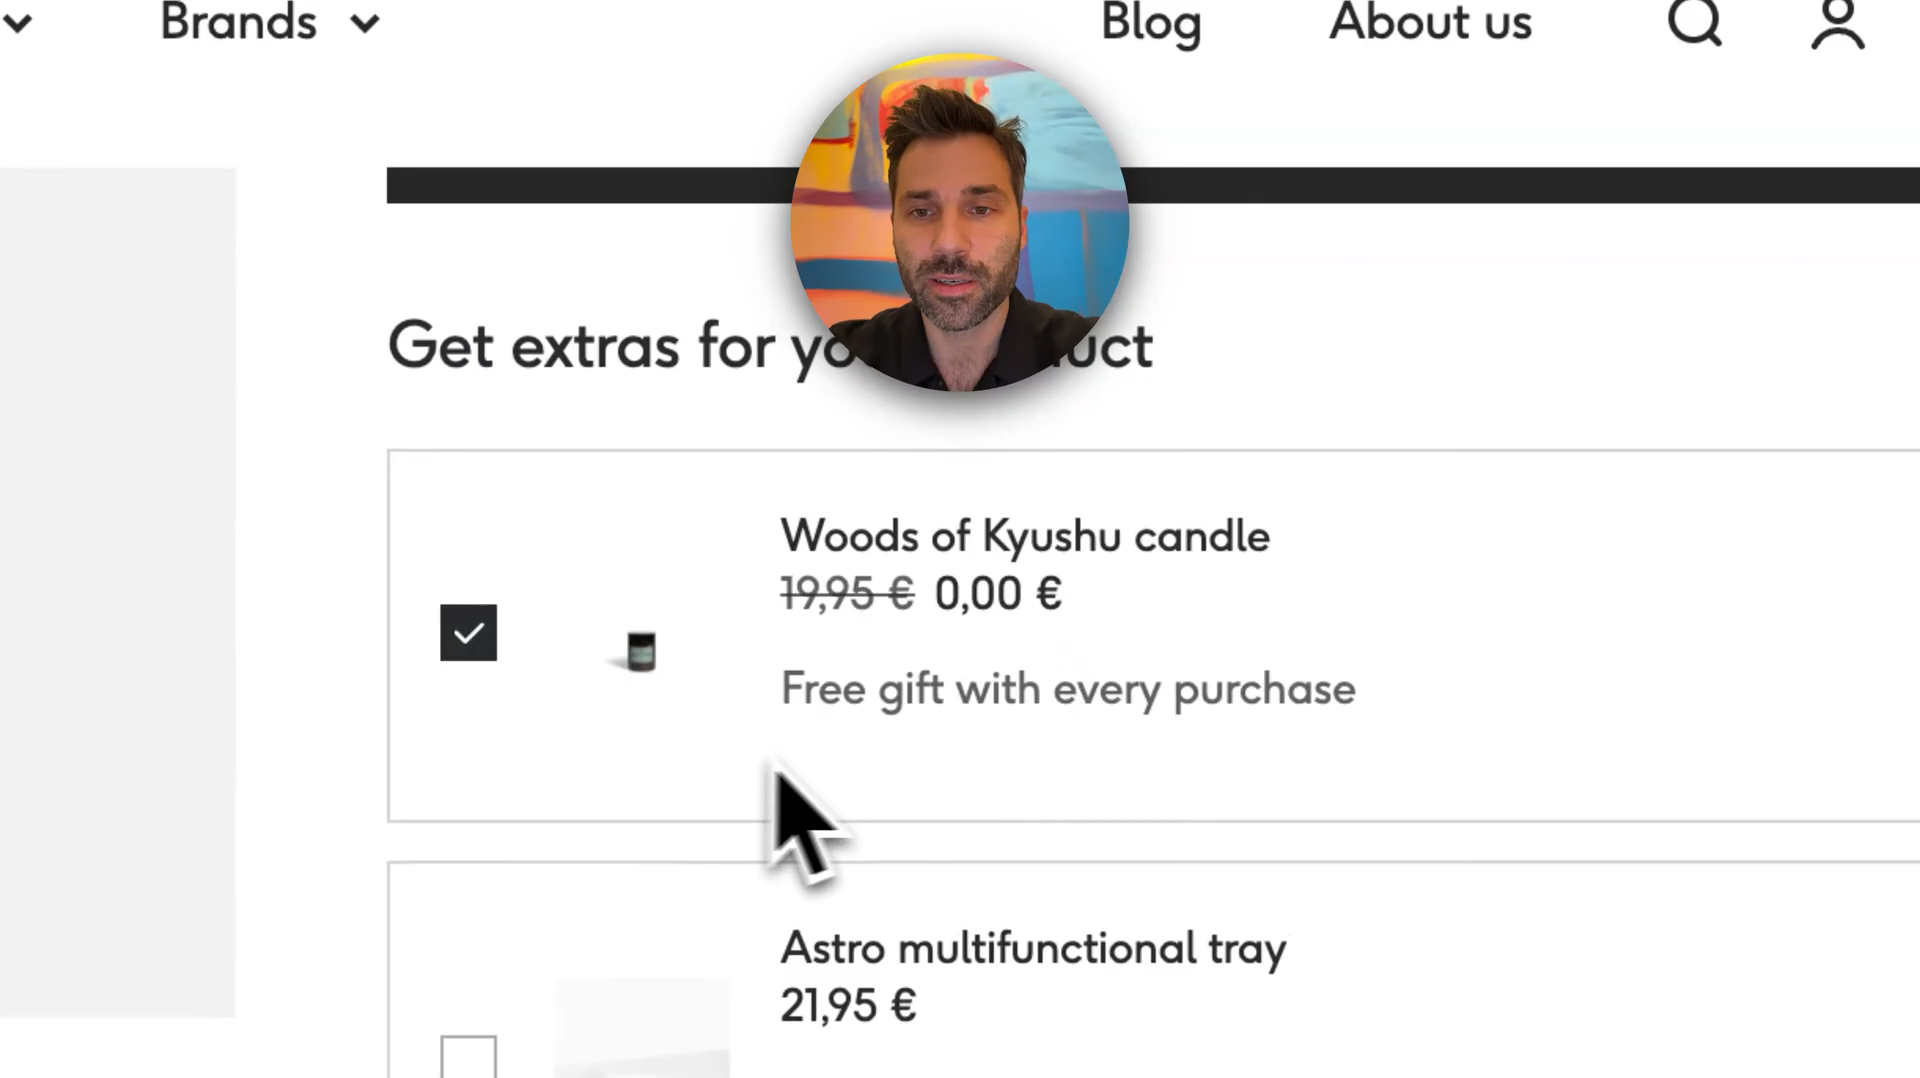 Brands
Blog
About us
Get extras for yo uct
Woods of Kyushu candle
19,95 € 0,00 €
Free gift with every purchase
Astro multifunctional tray
21,95 €